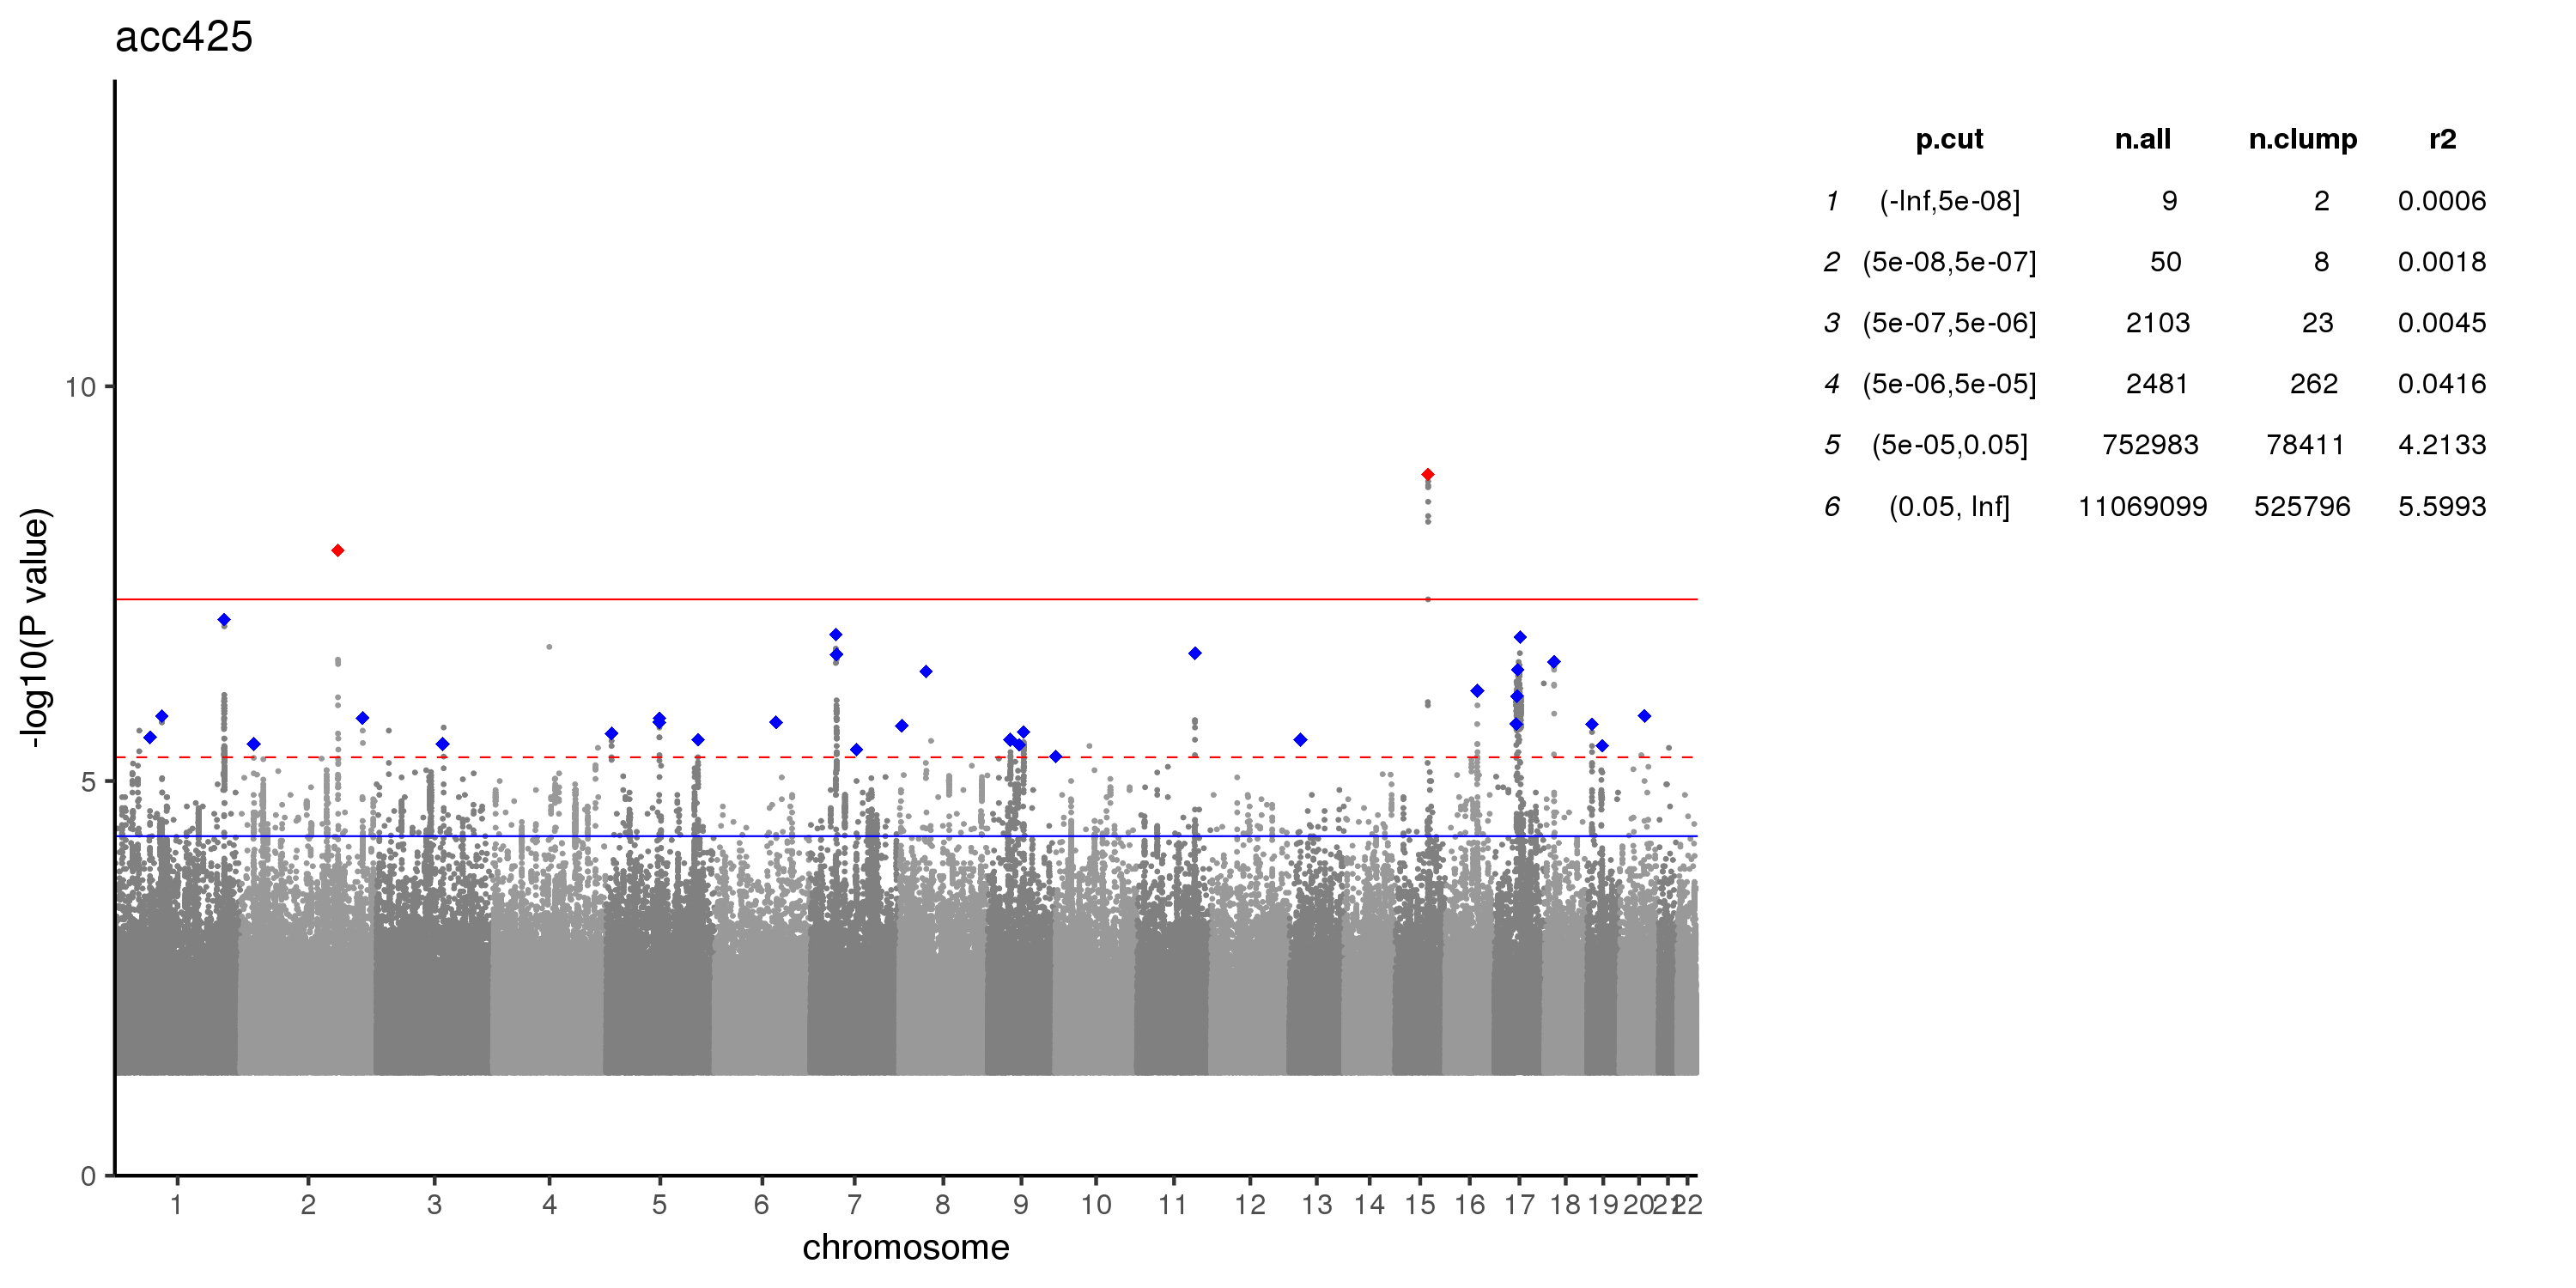 acc425
p.cut n.all n.clump r2
1 (-Inf,5e-08] 9 2 0.0006
2 (5e-08,5e-07] 50 8 0.0018
3 (5e-07,5e-06] 2103 23 0.0045
4 (5e-06,5e-05] 2481 262 0.0416
5 (5e-05,0.05] 752983 78411 4.2133
6 (0.05, Inf] 11069099 525796 5.5993
-log10(P value)
10
5
0
1 2 3 4 5 6 7 8 9 10 11 12 13 14 15 16 17 18 19 20 21 22
chromosome